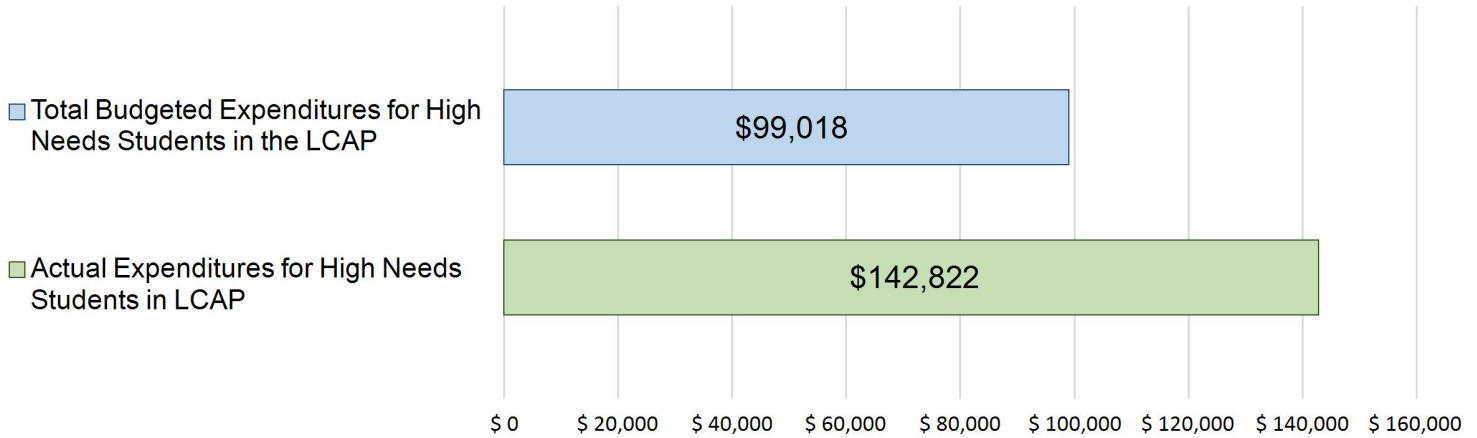 Total Budgeted Expenditures for High
Needs Students in the LCAP
$99,018
Actual Expenditures for High Needs
Students in LCAP
$142,822
$ 0 $ 20,000 $ 40,000 $ 60,000 $ 80,000 $ 100,000 $ 120,000 $ 140,000 $ 160,000